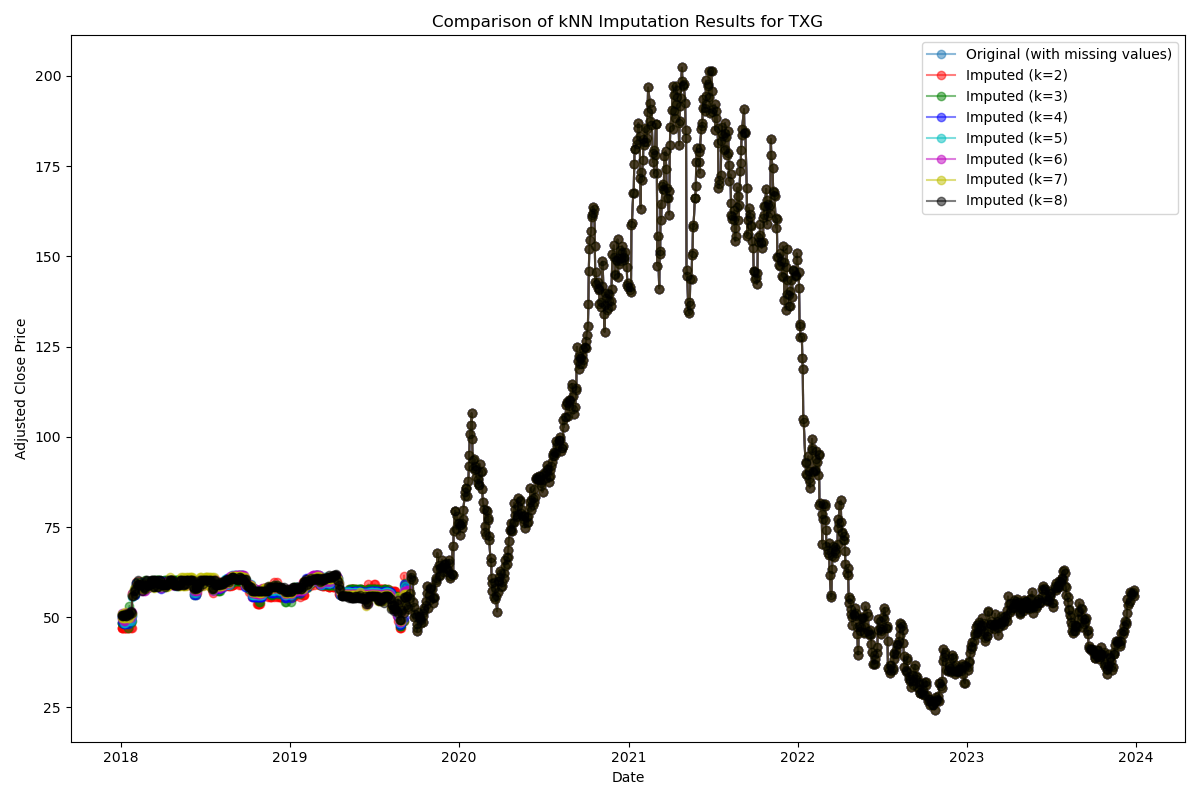 Comparison of kNN Imputation Results for TXG
Original (with missing values)
Imputed (k=2)
Imputed (k=3)
Imputed (k=4)
Imputed (k=5)
Imputed (k=6)
Imputed (k=7)
Imputed (k=8)
Adjusted Close Price
200
175
150
125
100
75
50
25
2018 2019 2020 2021 2022 2023 2024
Date